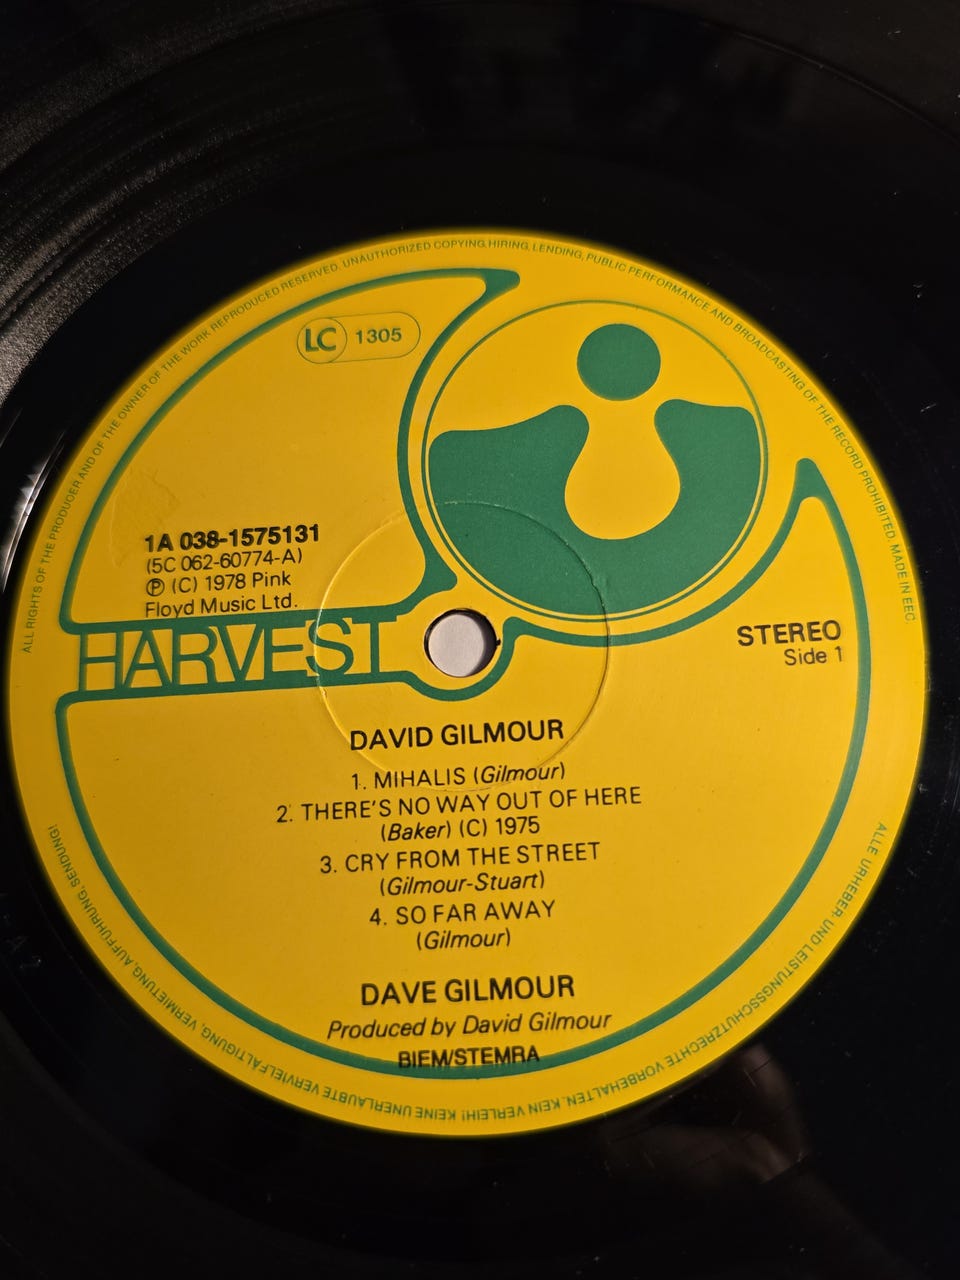 ALL RIGHTS OF THE PRODUCER AND OF THE OWNER OF THE WORK REPRODUCED RESERVED. UNAUTHORIZED COPYING, HIRING, LENDING, PUBLIC PERFORMANCE AND BROADCASTING OF THE RECORD PROHIBITED. MADE IN EEC.
LC 1305
1A 038-1575131
(5C 062-60774-A)
℗ (C) 1978 Pink
Floyd Music Ltd.
HARVEST
STEREO
Side 1
DAVID GILMOUR
1. MIHALIS (Gilmour)
2. THERE'S NO WAY OUT OF HERE
(Baker) (C) 1975
3. CRY FROM THE STREET
(Gilmour-Stuart)
4. SO FAR AWAY
(Gilmour)
DAVE GILMOUR
Produced by David Gilmour
BIEM/STEMRA
ALLE URHEBER- UND LEISTUNGSSCHUTZRECHTE VORBEHALTEN. KEIN VERLEIH! KEINE UNERLAUBTE VERVIELFÄLTIGUNG, VERMIETUNG, AUFFÜHRUNG, SENDUNG!